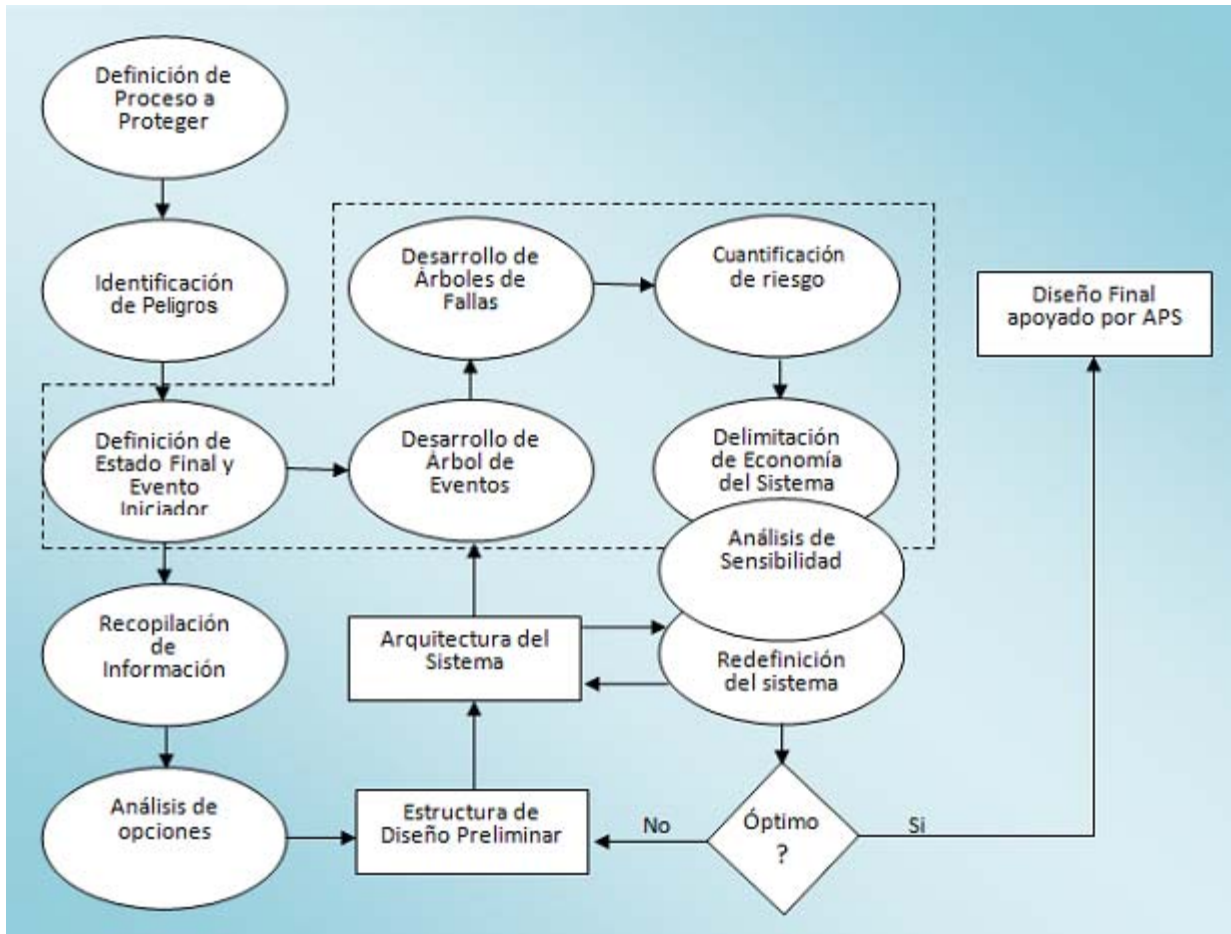 Definición de
Proceso a
Proteger
Identificación
de Peligros
Desarrollo de
Árboles de
Fallas
Cuantificación
de riesgo
Diseño Final
apoyado por APS
Definición de
Estado Final y
Evento
Iniciador
Desarrollo de
Árbol de
Eventos
Delimitación
de Economía
del Sistema
Análisis de
Sensibilidad
Recopilación
de
Información
Arquitectura del
Sistema
Redefinición
del sistema
Análisis de
opciones
Estructura de
Diseño Preliminar
No
Óptimo
?
Si